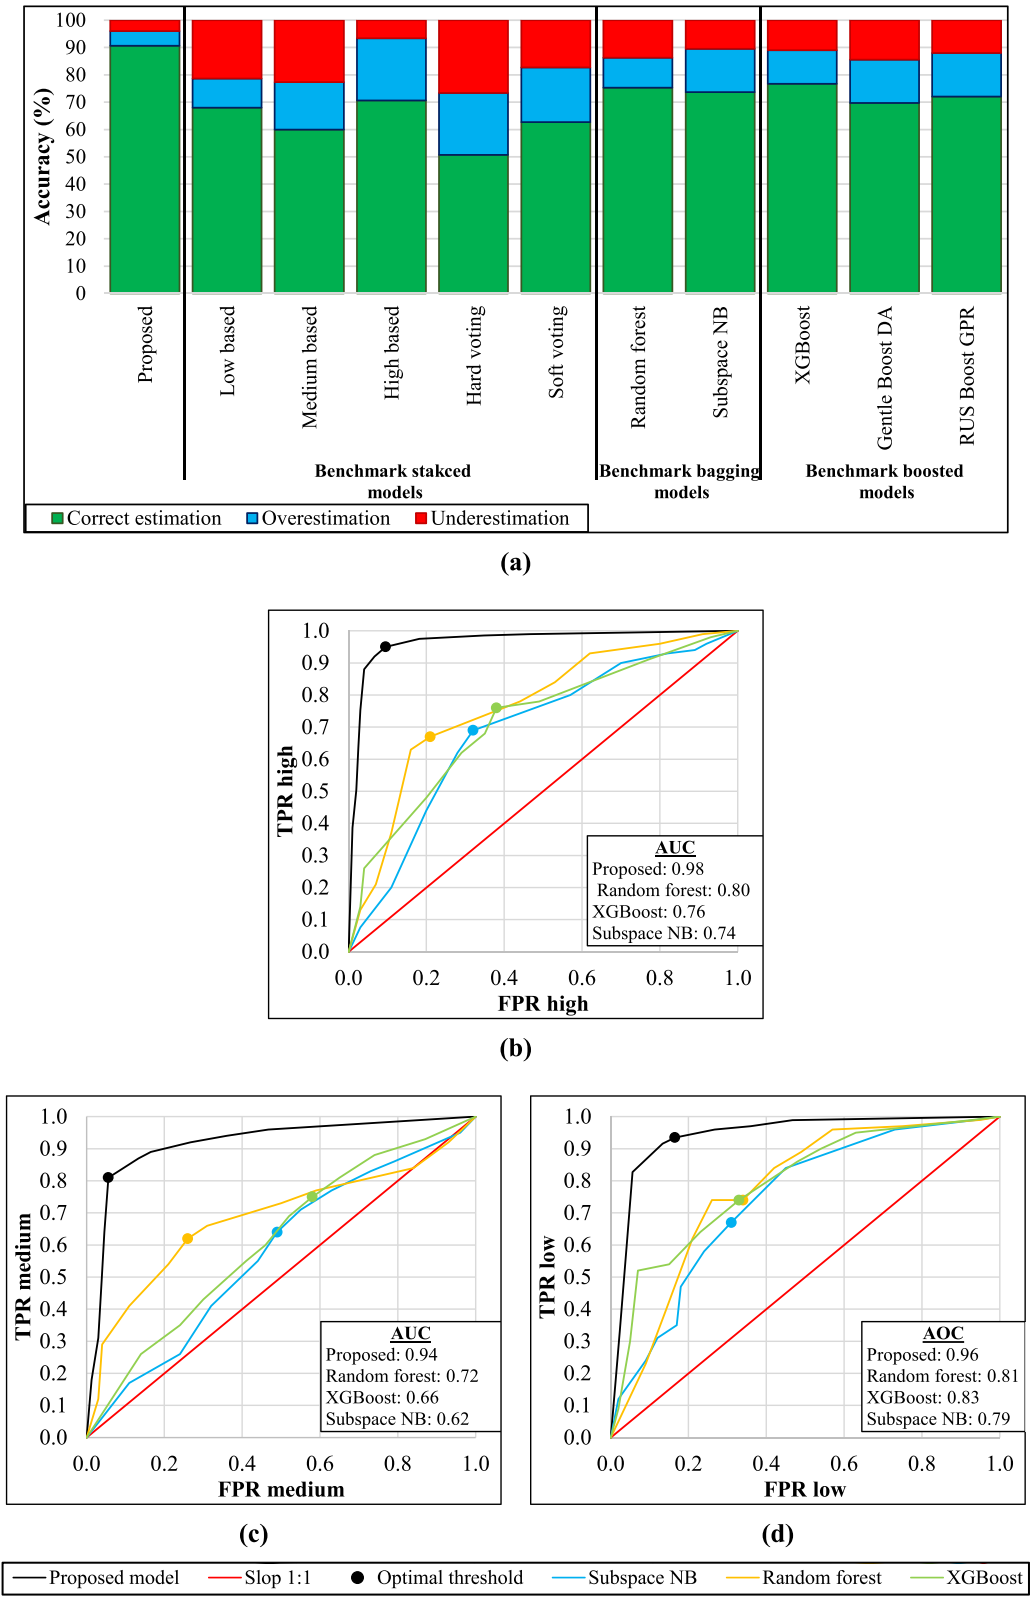 100
90
80
70
60
50
40
30
20
10
0
Accuracy (%)
Proposed
Low based
Medium based
High based
Hard voting
Soft voting
Random forest
Subspace NB
XGBoost
Gentle Boost DA
RUS Boost GPR
Benchmark stakced
models
Benchmark bagging
models
Benchmark boosted
models
Correct estimation Overestimation Underestimation
(a)
1.0
0.9
0.8
0.7
0.6
0.5
0.4
0.3
0.2
0.1
0.0
TPR high
AUC
Proposed: 0.98
Random forest: 0.80
XGBoost: 0.76
Subspace NB: 0.74
0.0 0.2 0.4 0.6 0.8 1.0
FPR high
(b)
1.0
0.9
0.8
0.7
0.6
0.5
0.4
0.3
0.2
0.1
0.0
TPR medium
AUC
Proposed: 0.94
Random forest: 0.72
XGBoost: 0.66
Subspace NB: 0.62
0.0 0.2 0.4 0.6 0.8 1.0
FPR medium
(c)
1.0
0.9
0.8
0.7
0.6
0.5
0.4
0.3
0.2
0.1
0.0
TPR low
AOC
Proposed: 0.96
Random forest: 0.81
XGBoost: 0.83
Subspace NB: 0.79
0.0 0.2 0.4 0.6 0.8 1.0
FPR low
(d)
Proposed model Slop 1:1 Optimal threshold Subspace NB Random forest XGBoost